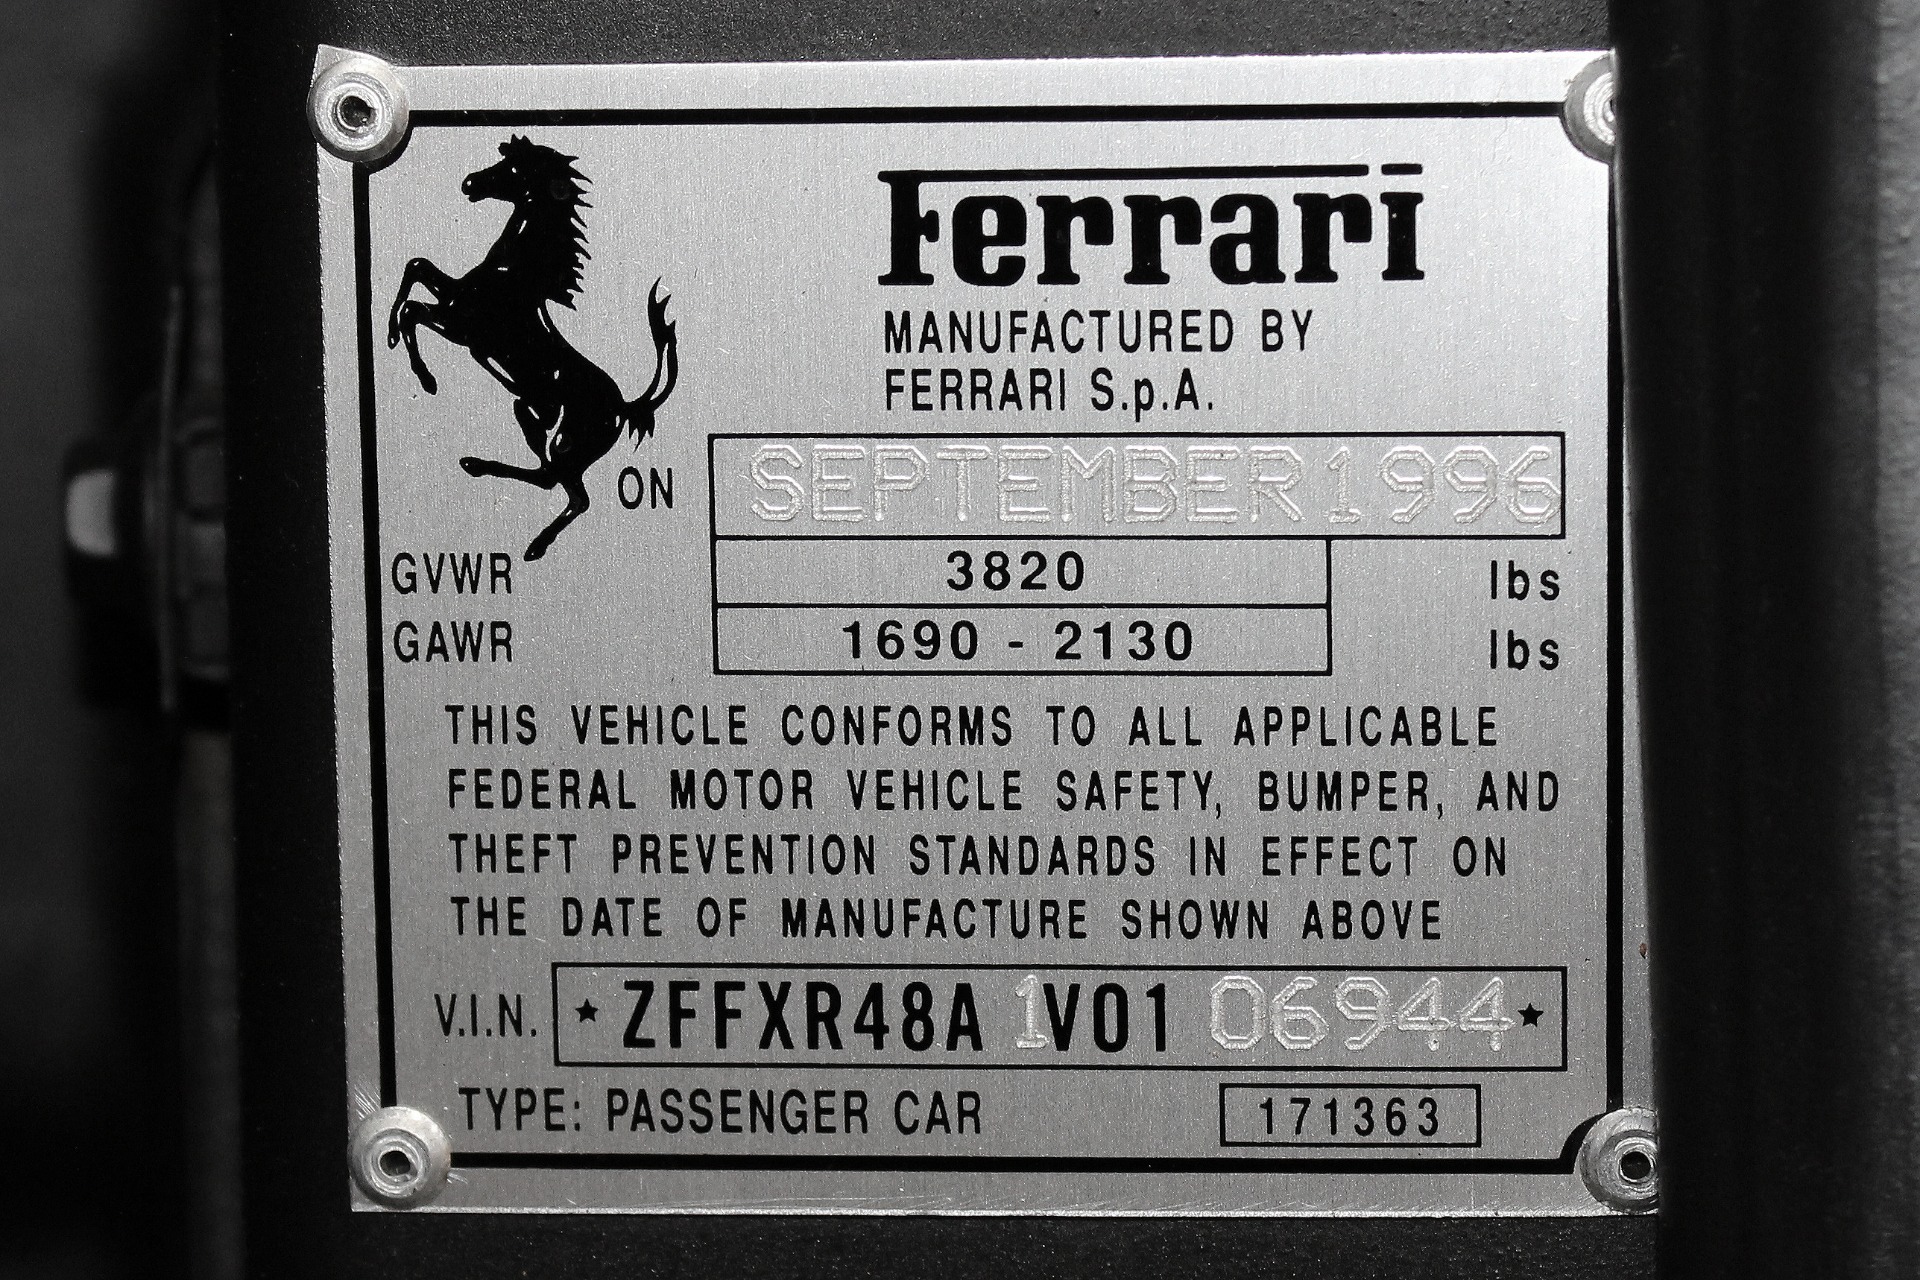 Ferrari
MANUFACTURED BY
FERRARI S.p.A.
ON SEPTEMBER 1996
GVWR 3820 lbs
GAWR 1690 - 2130 lbs
THIS VEHICLE CONFORMS TO ALL APPLICABLE
FEDERAL MOTOR VEHICLE SAFETY, BUMPER, AND
THEFT PREVENTION STANDARDS IN EFFECT ON
THE DATE OF MANUFACTURE SHOWN ABOVE
V.I.N. ★ ZFFXR48A 1V01 06944★
TYPE: PASSENGER CAR 171363